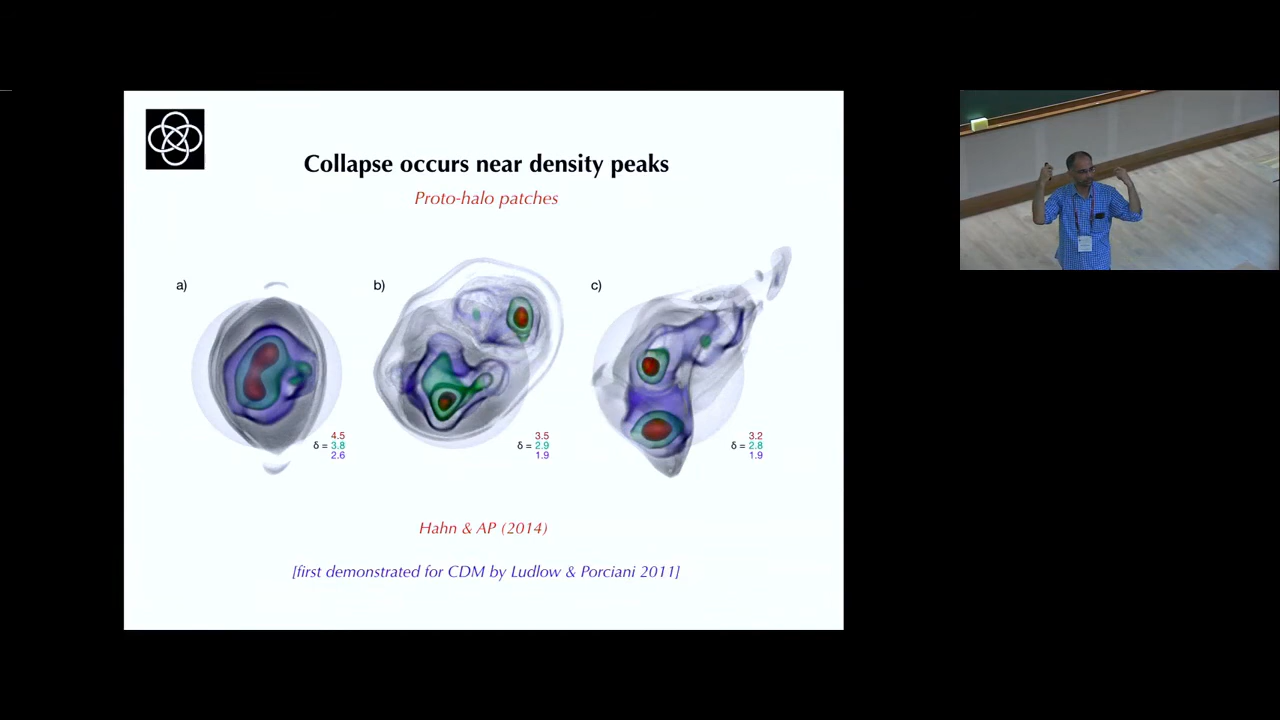 Collapse occurs near density peaks
Proto-halo patches
a)
b)
c)
4.5
δ = 3.8
2.6
3.5
δ = 2.9
1.9
3.2
δ = 2.8
1.9
Hahn & AP (2014)
[first demonstrated for CDM by Ludlow & Porciani 2011]